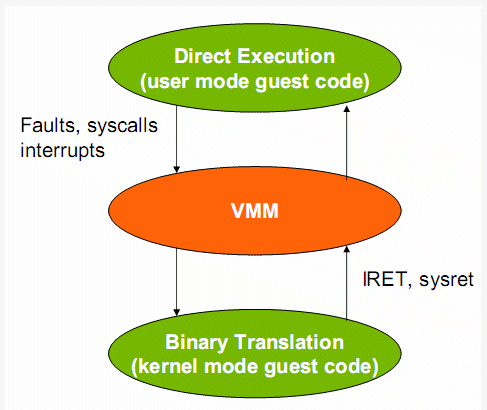 Direct Execution
(user mode guest code)
Faults, syscalls
interrupts
VMM
IRET, sysret
Binary Translation
(kernel mode guest code)